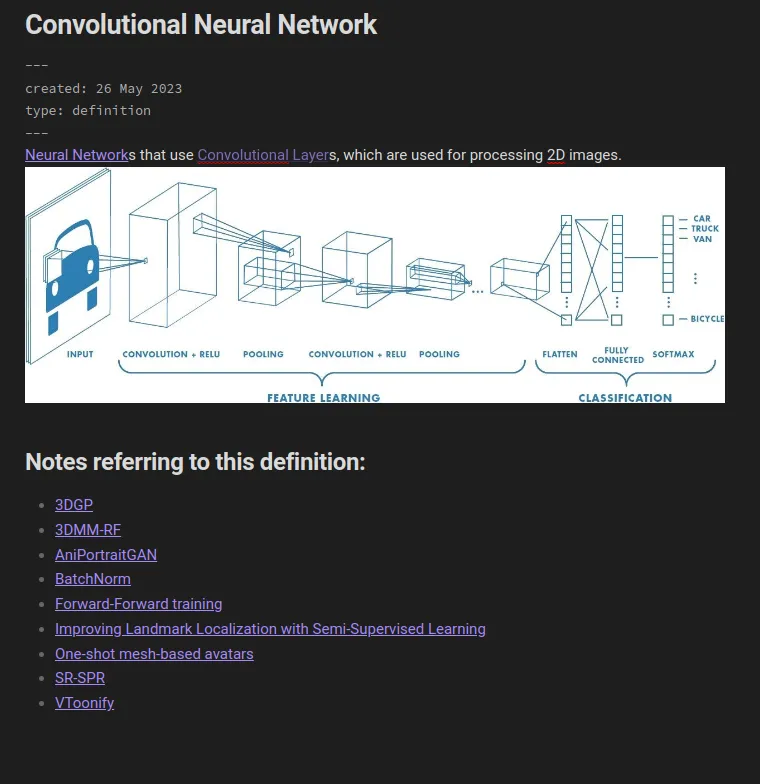 Convolutional Neural Network
---
created: 26 May 2023
type: definition
---
Neural Networks that use Convolutional Layers, which are used for processing 2D images.
CAR
TRUCK
VAN
BICYCLE
INPUT CONVOLUTION + RELU POOLING CONVOLUTION + RELU POOLING FLATTEN FULLY CONNECTED SOFTMAX
FEATURE LEARNING CLASSIFICATION
Notes referring to this definition:
3DGP
3DMM-RF
AniPortraitGAN
BatchNorm
Forward-Forward training
Improving Landmark Localization with Semi-Supervised Learning
One-shot mesh-based avatars
SR-SPR
VToonify